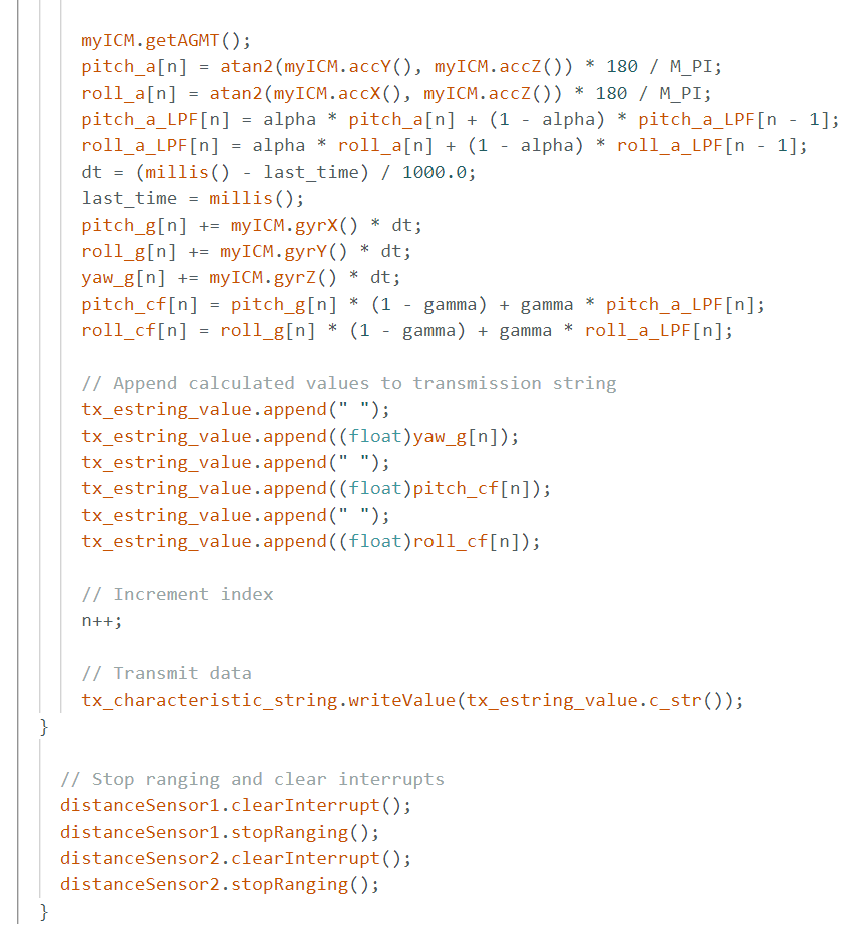 myICM.getAGMT();
pitch_a[n] = atan2(myICM.accY(), myICM.accZ()) * 180 / M_PI;
roll_a[n] = atan2(myICM.accX(), myICM.accZ()) * 180 / M_PI;
pitch_a_LPF[n] = alpha * pitch_a[n] + (1 - alpha) * pitch_a_LPF[n - 1];
roll_a_LPF[n] = alpha * roll_a[n] + (1 - alpha) * roll_a_LPF[n - 1];
dt = (millis() - last_time) / 1000.0;
last_time = millis();
pitch_g[n] += myICM.gyrX() * dt;
roll_g[n] += myICM.gyrY() * dt;
yaw_g[n] += myICM.gyrZ() * dt;
pitch_cf[n] = pitch_g[n] * (1 - gamma) + gamma * pitch_a_LPF[n];
roll_cf[n] = roll_g[n] * (1 - gamma) + gamma * roll_a_LPF[n];
// Append calculated values to transmission string
tx_estring_value.append(" ");
tx_estring_value.append((float)yaw_g[n]);
tx_estring_value.append(" ");
tx_estring_value.append((float)pitch_cf[n]);
tx_estring_value.append(" ");
tx_estring_value.append((float)roll_cf[n]);
// Increment index
n++;
// Transmit data
tx_characteristic_string.writeValue(tx_estring_value.c_str());
}
// Stop ranging and clear interrupts
distanceSensor1.clearInterrupt();
distanceSensor1.stopRanging();
distanceSensor2.clearInterrupt();
distanceSensor2.stopRanging();
}